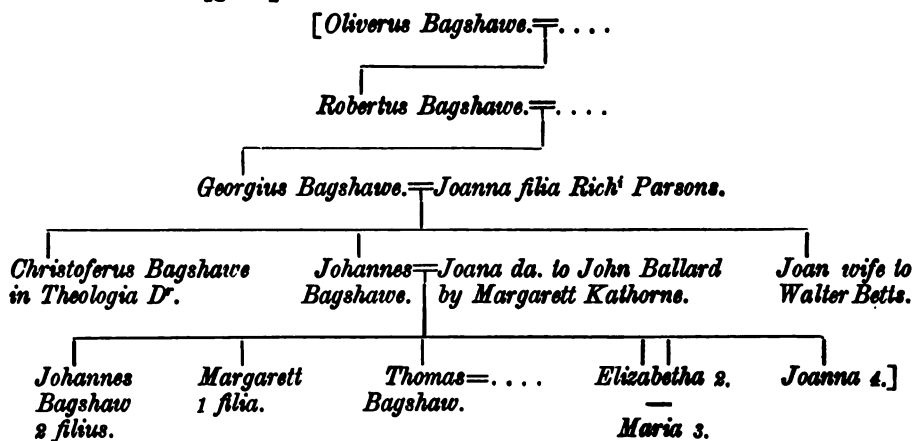 [Oliverus Bagshawe.=....
Robertus Bagshawe.=....
Georgius Bagshawe.=Joanna filia Richⁱ Parsons.
Christoferus Bagshawe
in Theologia Dʳ.
Johannes=Joana da. to John Ballard
Bagshawe. by Margarett Kathorne.
Joan wife to
Walter Betts.
Johannes
Bagshaw
2 filius.
Margarett
1 filia.
Thomas=....
Bagshaw.
Elizabetha 2.
Maria 3.
Joanna 4.]